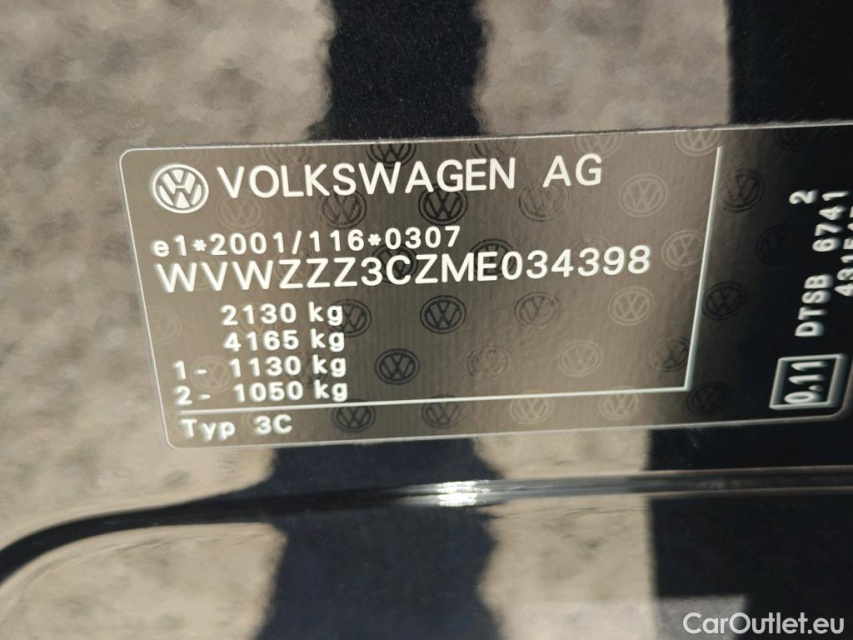 VOLKSWAGEN AG
e1*2001/116*0307
WVWZZZ3CZME034398
2130 kg
4165 kg
1- 1130 kg
2- 1050 kg
Typ 3C
2
DTSB 6741
0.11
CarOutlet.eu